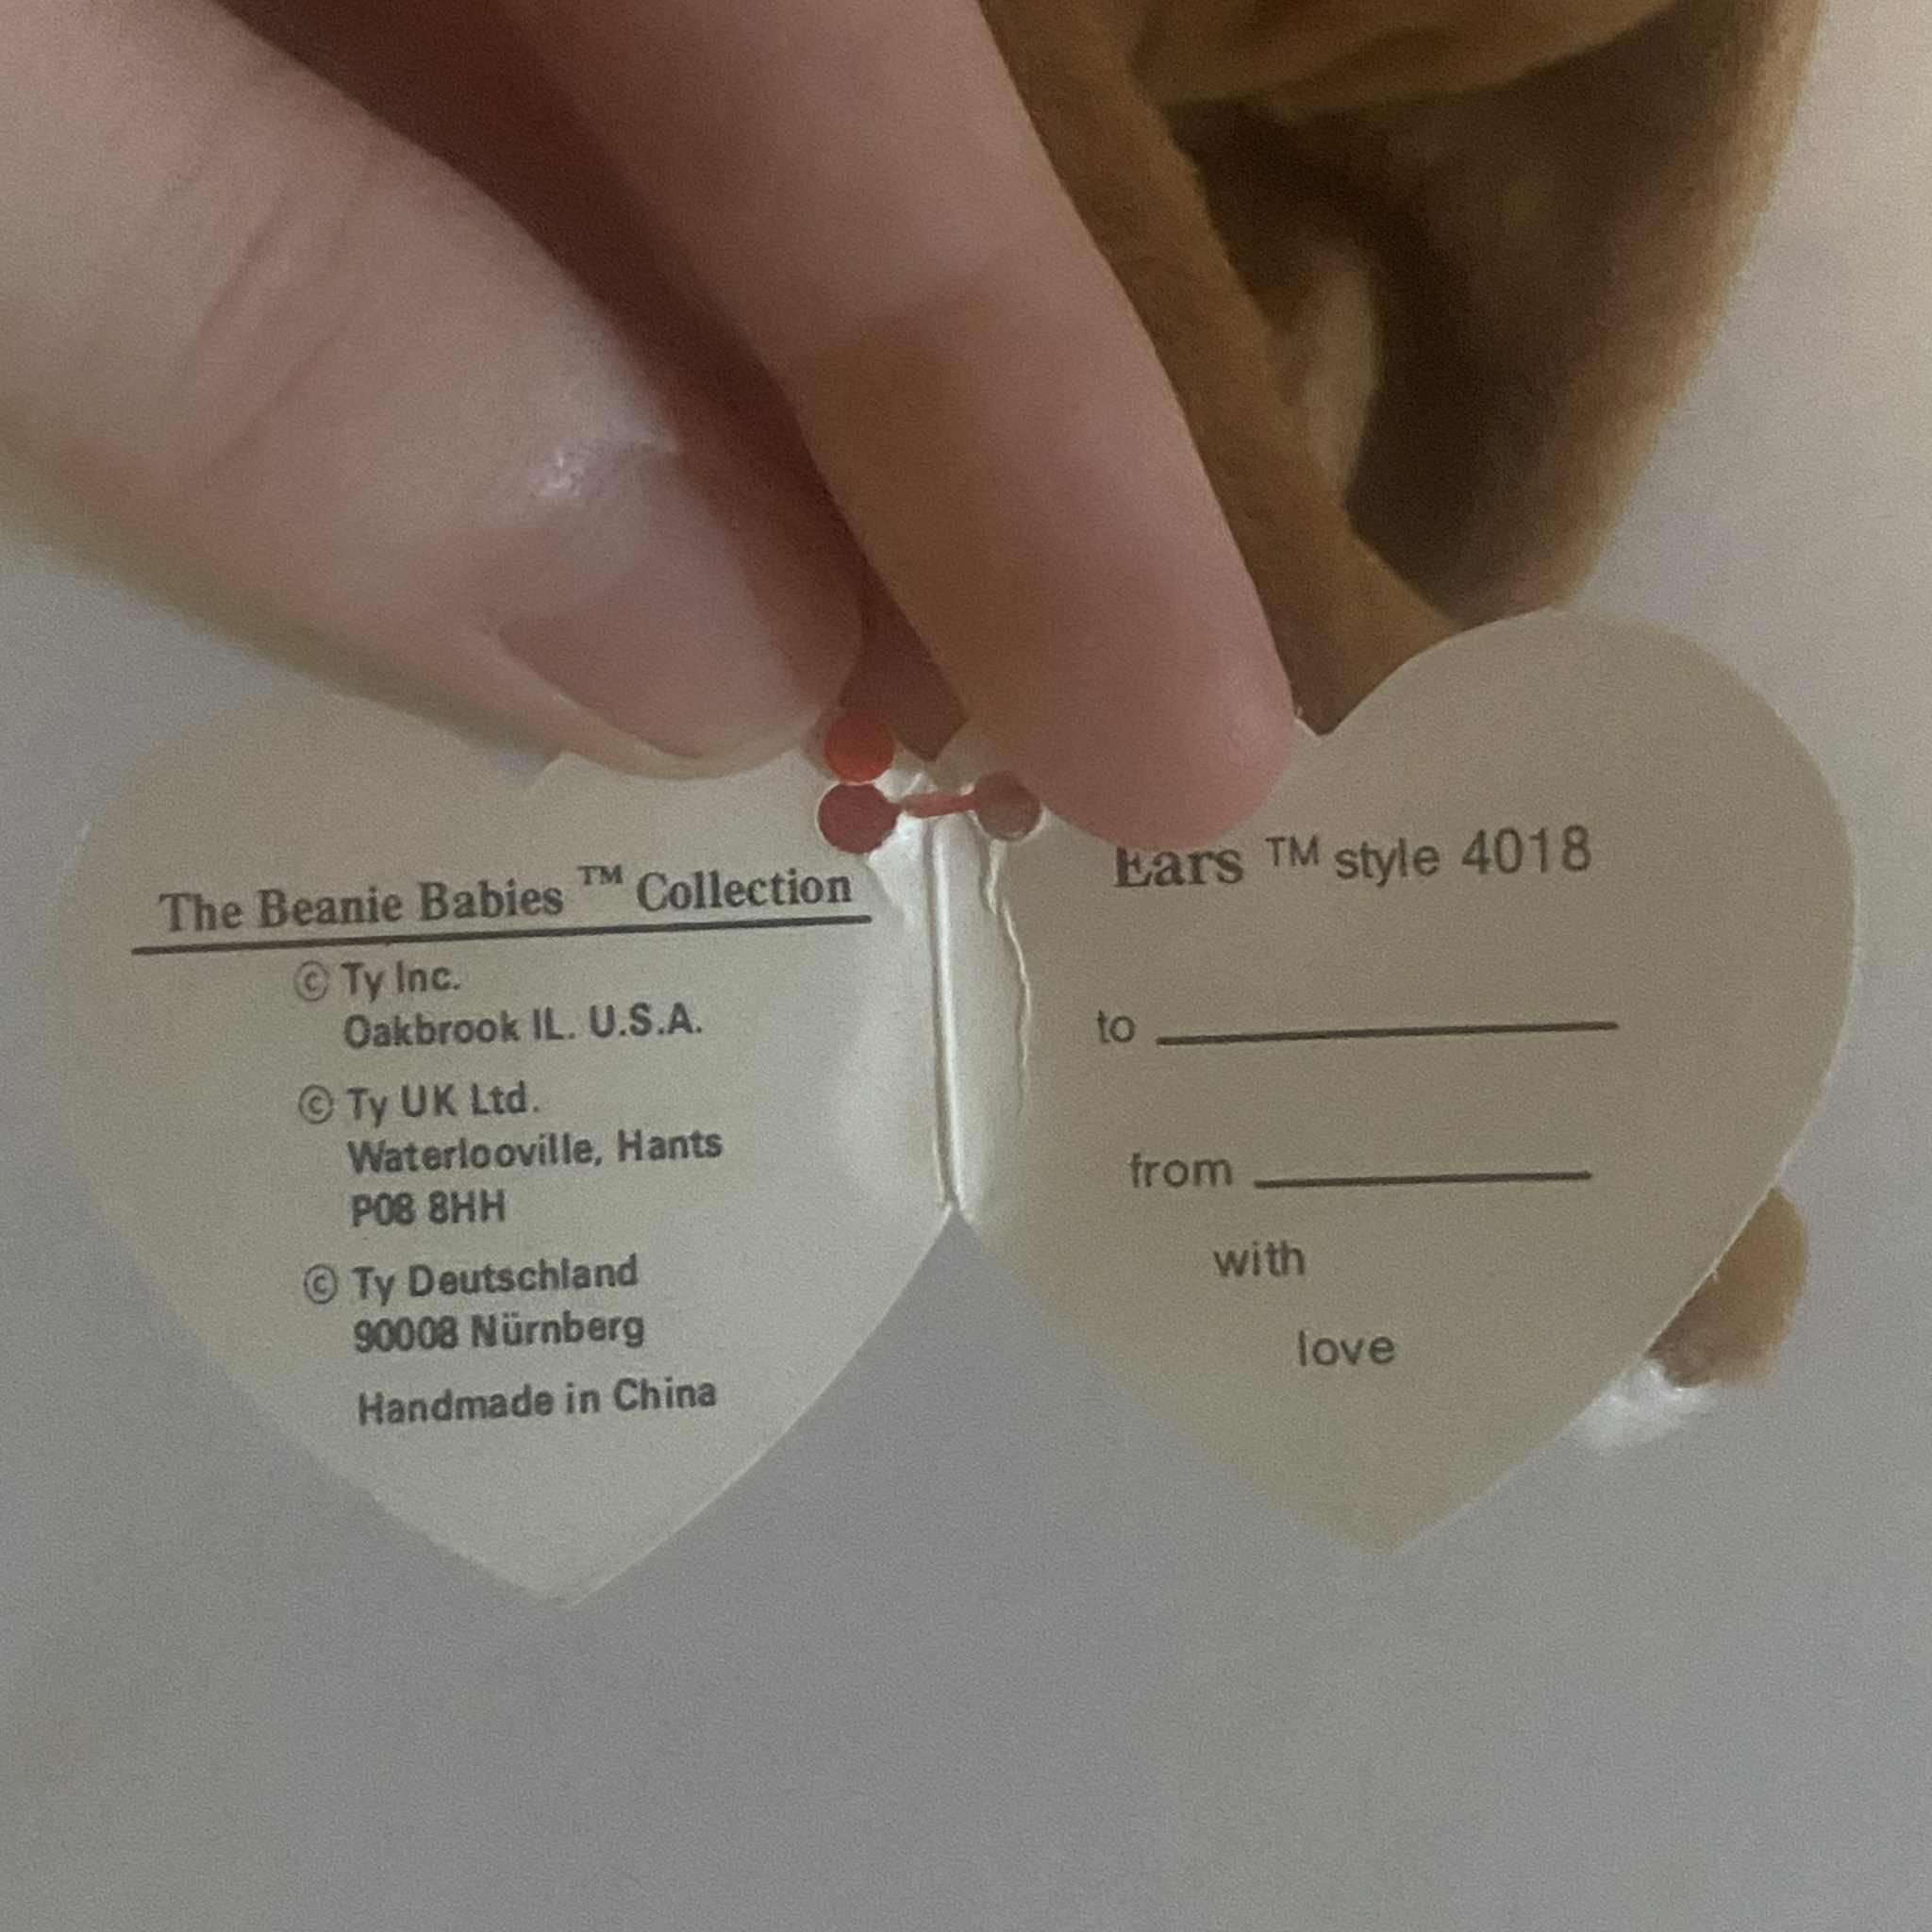 The Beanie Babies ™ Collection
© Ty Inc.
Oakbrook IL. U.S.A.
© Ty UK Ltd.
Waterlooville, Hants
P08 8HH
© Ty Deutschland
90008 Nürnberg
Handmade in China
Ears ™ style 4018
to
from
with
love